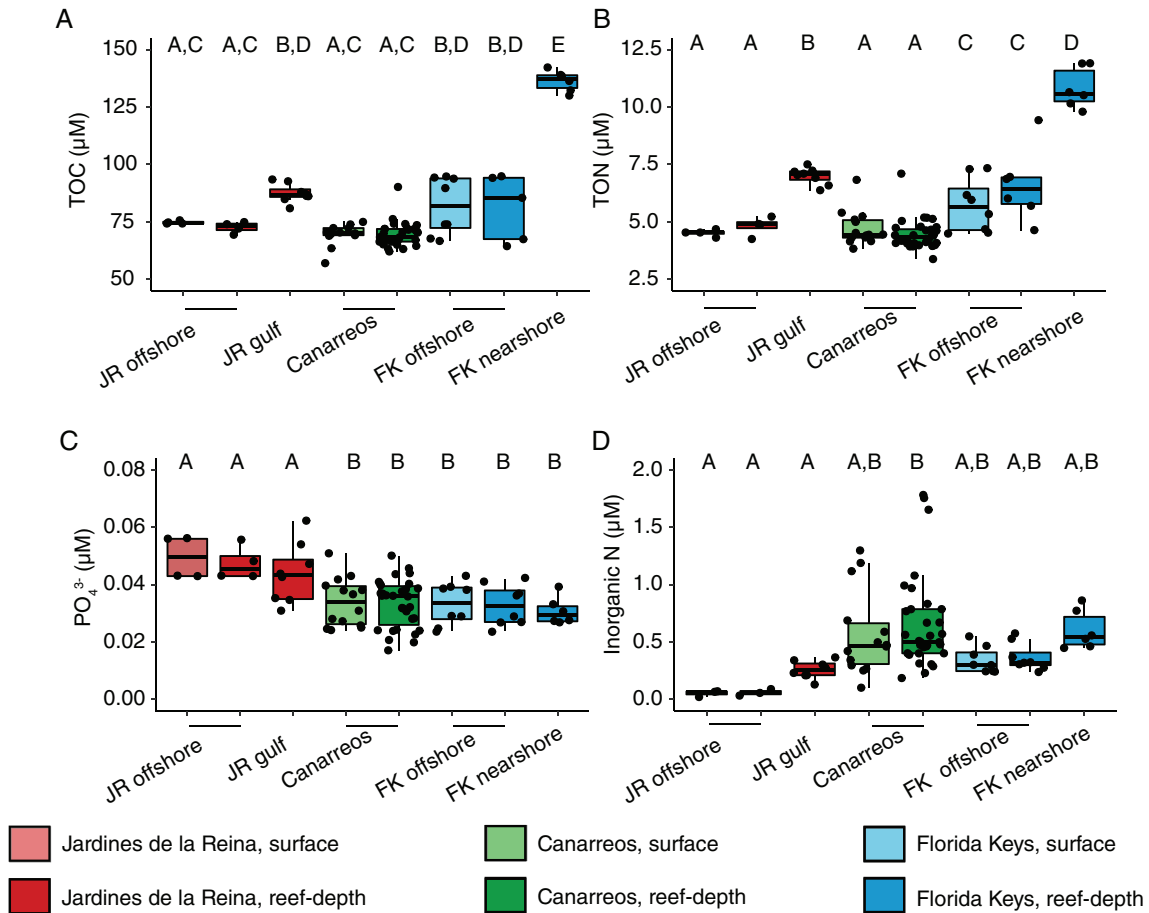 A
A,C A,C B,D A,C A,C B,D B,D E
150
125
100
75
50
TOC (µM)
JR offshore
JR gulf
Canarreos
FK offshore
FK nearshore
B
A A B A A C C D
12.5
10.0
7.5
5.0
2.5
TON (µM)
JR offshore
JR gulf
Canarreos
FK offshore
FK nearshore
C
A A A B B B B B
0.08
0.06
0.04
0.02
0.00
PO₄³⁻ (µM)
JR offshore
JR gulf
Canarreos
FK offshore
FK nearshore
D
A A A A,B B A,B A,B A,B
2.0
1.5
1.0
0.5
0.0
Inorganic N (µM)
JR offshore
JR gulf
Canarreos
FK offshore
FK nearshore
Jardines de la Reina, surface
Canarreos, surface
Florida Keys, surface
Jardines de la Reina, reef-depth
Canarreos, reef-depth
Florida Keys, reef-depth